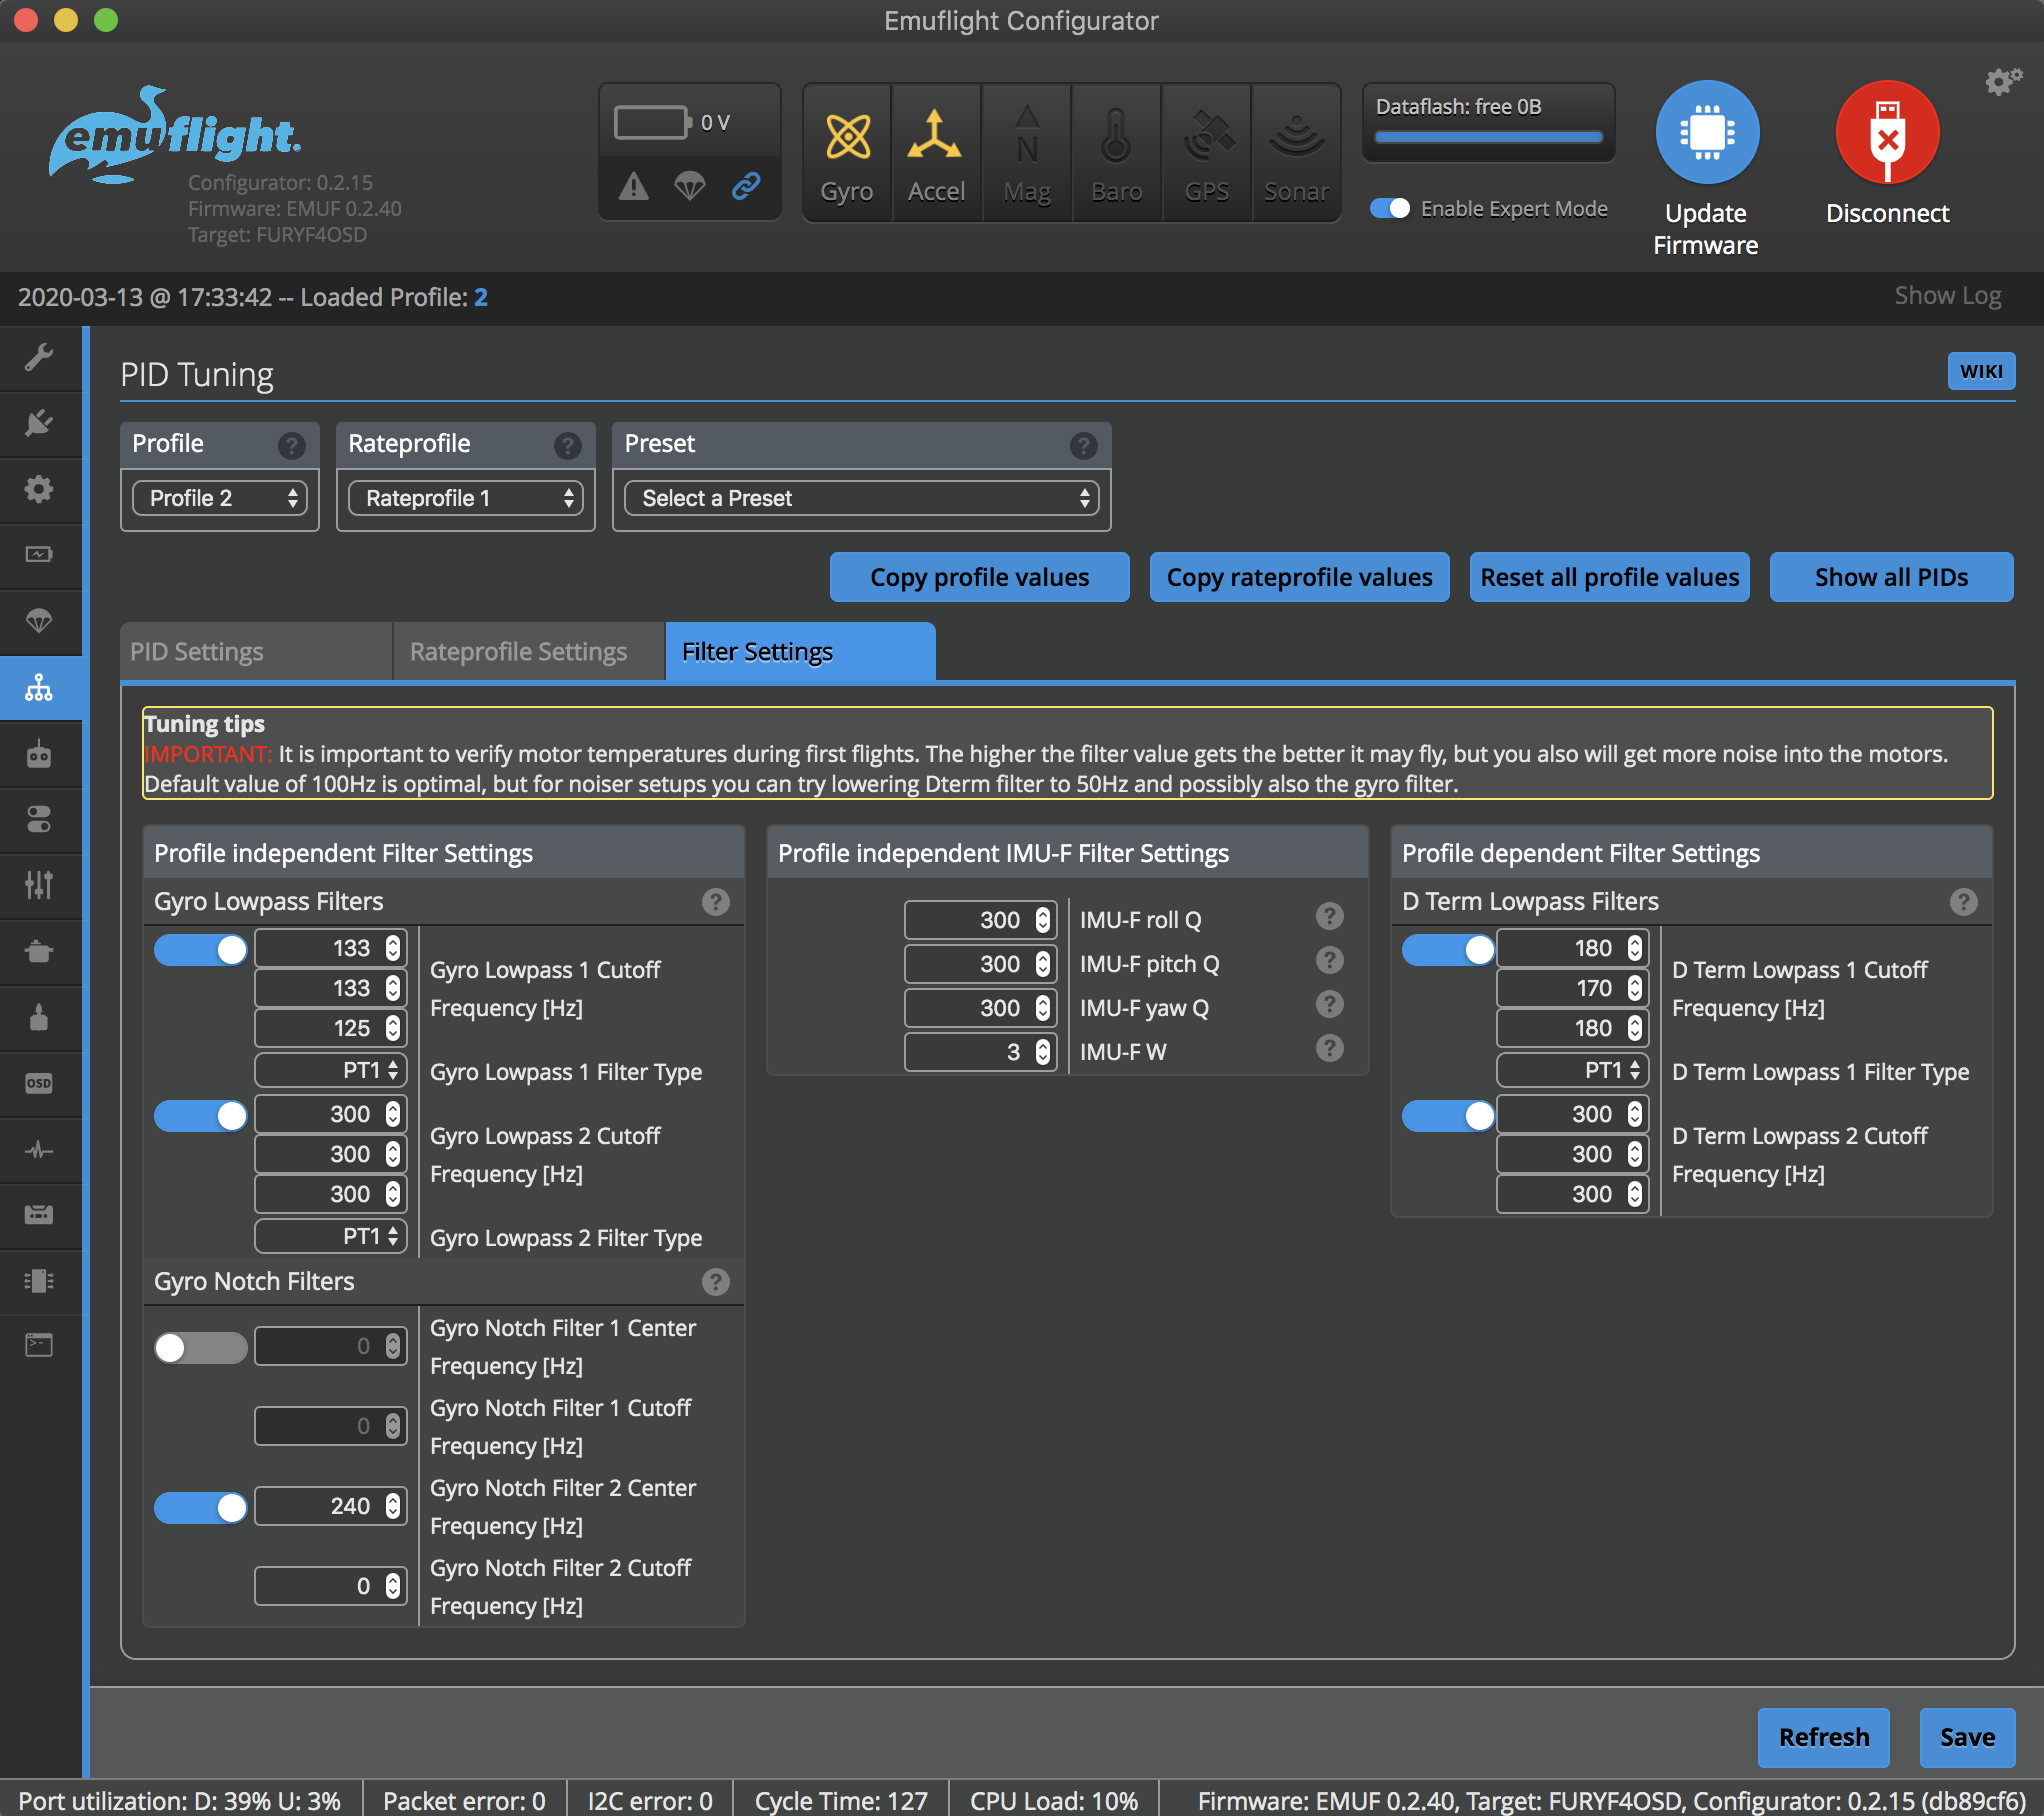 Emuflight Configurator
emuflight.
Configurator: 0.2.15
Firmware: EMUF 0.2.40
Target: FURYF4OSD
0 V
Gyro
Accel
N
Mag
Baro
GPS
Sonar
Dataflash: free 0B
Enable Expert Mode
Update
Firmware
Disconnect
2020-03-13 @ 17:33:42 -- Loaded Profile: 2
Show Log
PID Tuning
WIKI
Profile ?
Rateprofile ?
Preset ?
Profile 2
Rateprofile 1
Select a Preset
Copy profile values
Copy rateprofile values
Reset all profile values
Show all PIDs
PID Settings
Rateprofile Settings
Filter Settings
Tuning tips
IMPORTANT: It is important to verify motor temperatures during first flights. The higher the filter value gets the better it may fly, but you also will get more noise into the motors.
Default value of 100Hz is optimal, but for noiser setups you can try lowering Dterm filter to 50Hz and possibly also the gyro filter.
Profile independent Filter Settings
Gyro Lowpass Filters ?
133
133
125
Gyro Lowpass 1 Cutoff
Frequency [Hz]
PT1
Gyro Lowpass 1 Filter Type
300
300
300
Gyro Lowpass 2 Cutoff
Frequency [Hz]
PT1
Gyro Lowpass 2 Filter Type
Gyro Notch Filters ?
0
Gyro Notch Filter 1 Center
Frequency [Hz]
0
Gyro Notch Filter 1 Cutoff
Frequency [Hz]
240
Gyro Notch Filter 2 Center
Frequency [Hz]
0
Gyro Notch Filter 2 Cutoff
Frequency [Hz]
Profile independent IMU-F Filter Settings
300 IMU-F roll Q ?
300 IMU-F pitch Q ?
300 IMU-F yaw Q ?
3 IMU-F W ?
Profile dependent Filter Settings
D Term Lowpass Filters ?
180
170
180
D Term Lowpass 1 Cutoff
Frequency [Hz]
PT1
D Term Lowpass 1 Filter Type
300
300
300
D Term Lowpass 2 Cutoff
Frequency [Hz]
OSD
Refresh
Save
Port utilization: D: 39% U: 3%
Packet error: 0
I2C error: 0
Cycle Time: 127
CPU Load: 10%
Firmware: EMUF 0.2.40, Target: FURYF4OSD, Configurator: 0.2.15 (db89cf6)